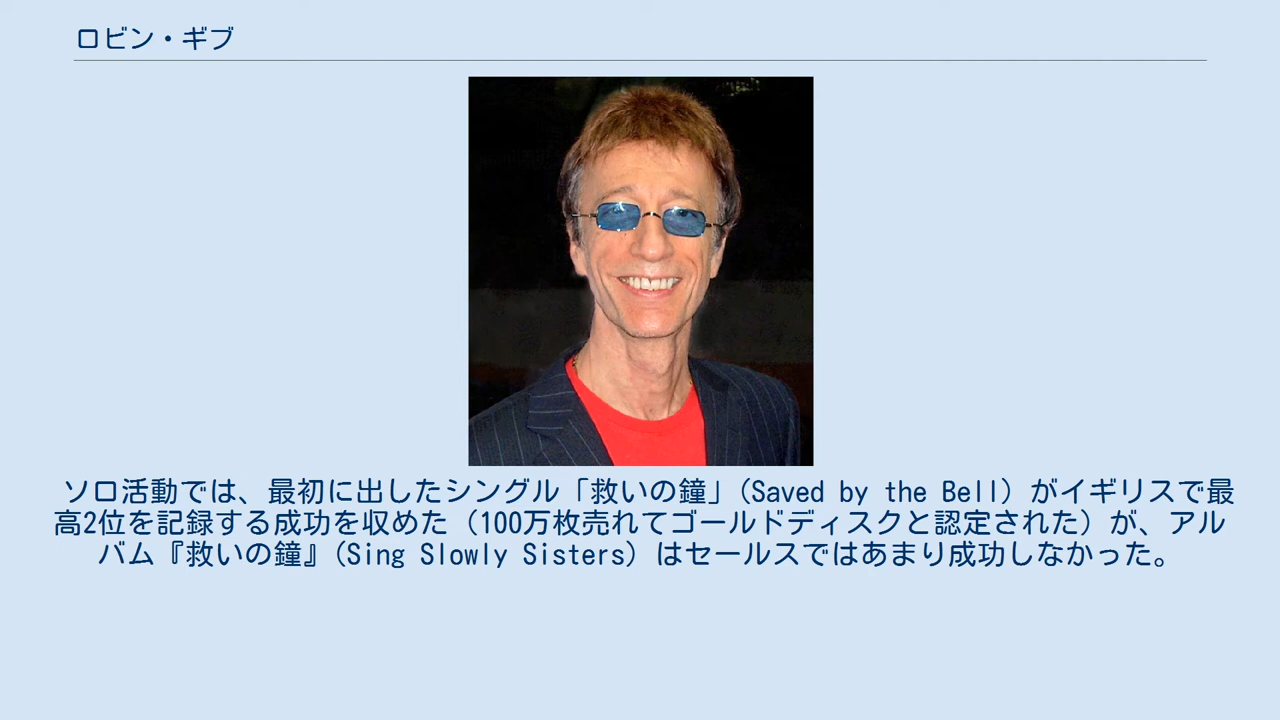 ロビン・ギブ
ソロ活動では、最初に出したシングル「救いの鐘」(Saved by the Bell) がイギリスで最
高2位を記録する成功を収めた (100万枚売れてゴールドディスクと認定された) が、アル
バム『救いの鐘』(Sing Slowly Sisters) はセールスではあまり成功しなかった。